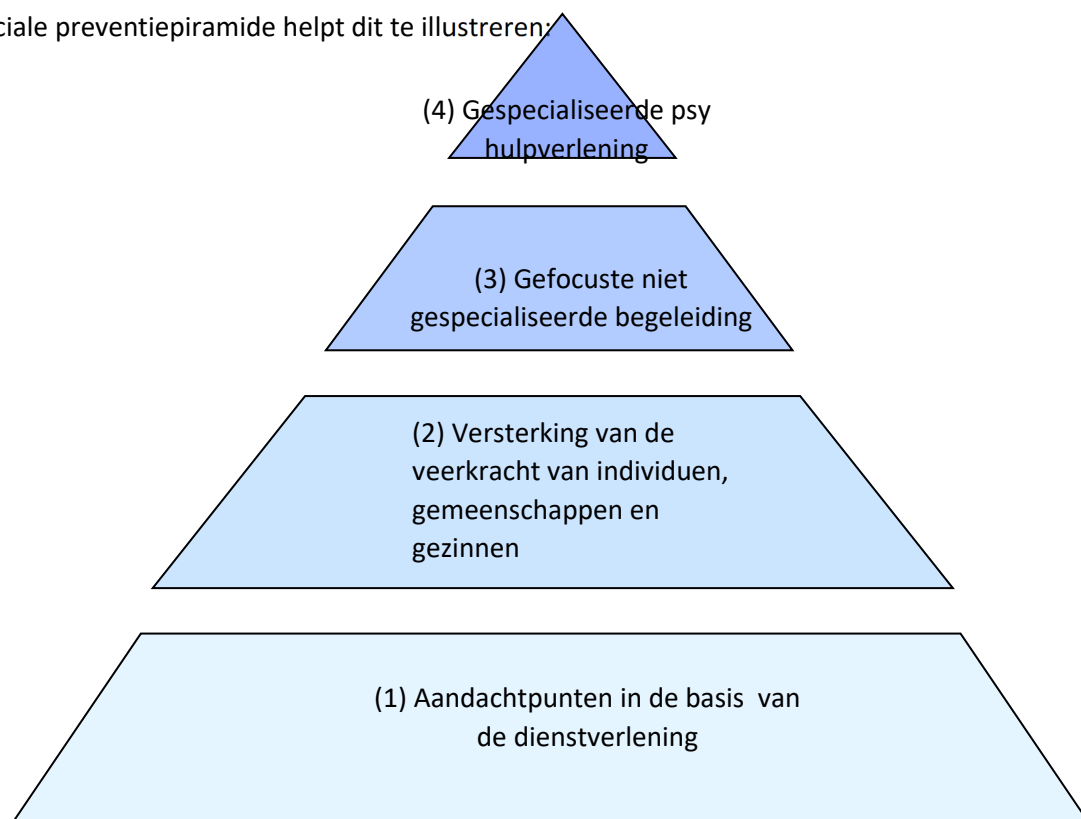 ciale preventiepiramide helpt dit te illustreren:
(4) Gespecialiseerde psy
hulpverlening
(3) Gefocuste niet
gespecialiseerde begeleiding
(2) Versterking van de
veerkracht van individuen,
gemeenschappen en
gezinnen
(1) Aandachtpunten in de basis van
de dienstverlening